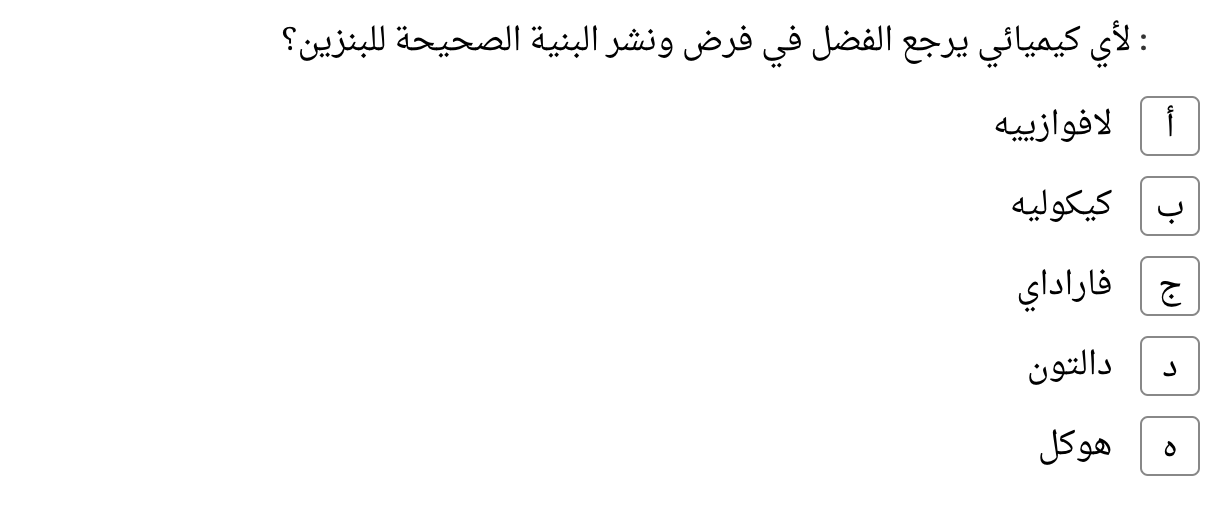 : لأي كيميائي يرجع الفضل في فرض ونشر البنية الصحيحة للبنزين؟
أ لافوازييه
ب كيكوليه
ج فاراداي
د دالتون
ه هوكل